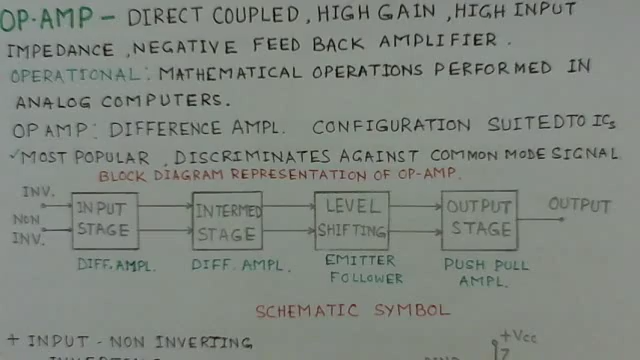 OP-AMP - DIRECT COUPLED, HIGH GAIN, HIGH INPUT
IMPEDANCE, NEGATIVE FEED BACK AMPLIFIER.
OPERATIONAL: MATHEMATICAL OPERATIONS PERFORMED IN
ANALOG COMPUTERS.
OP AMP: DIFFERENCE AMPL. CONFIGURATION SUITED TO ICs
✓MOST POPULAR, DISCRIMINATES AGAINST COMMON MODE SIGNAL
BLOCK DIAGRAM REPRESENTATION OF OP-AMP.
INV.
NON
INV.
INPUT
STAGE
INTERMED
STAGE
LEVEL
SHIFTING
OUTPUT
STAGE
OUTPUT
DIFF. AMPL.
DIFF. AMPL.
EMITTER
FOLLOWER
PUSH PULL
AMPL.
SCHEMATIC SYMBOL
+ INPUT - NON INVERTING
+Vcc
7